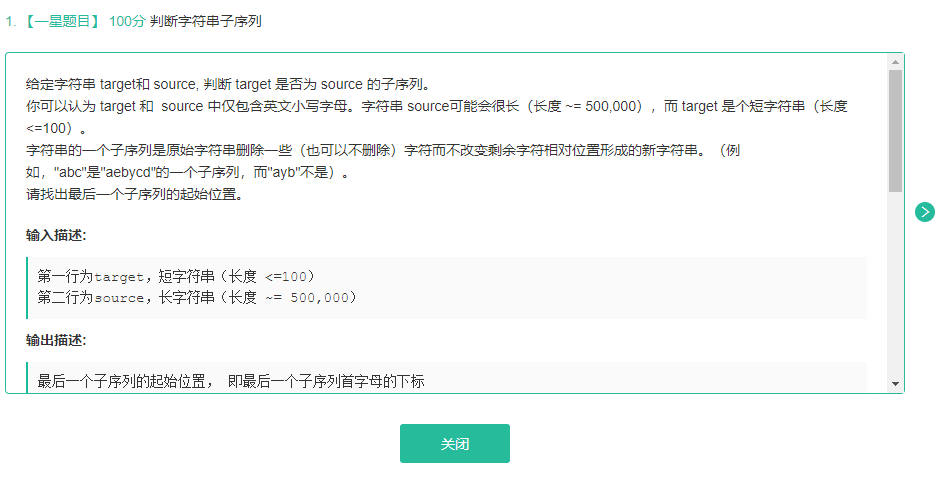 1. 【一星题目】 100分 判断字符串子序列
给定字符串 target和 source, 判断 target 是否为 source 的子序列。
你可以认为 target 和  source 中仅包含英文小写字母。字符串 source可能会很长（长度 ~= 500,000），而 target 是个短字符串（长度
<=100）。
字符串的一个子序列是原始字符串删除一些（也可以不删除）字符而不改变剩余字符相对位置形成的新字符串。（例
如，"abc"是"aebycd"的一个子序列，而"ayb"不是）。
请找出最后一个子序列的起始位置。
输入描述:
第一行为target，短字符串（长度 <=100）
第二行为source，长字符串（长度 ~= 500,000）
输出描述:
最后一个子序列的起始位置， 即最后一个子序列首字母的下标
关闭